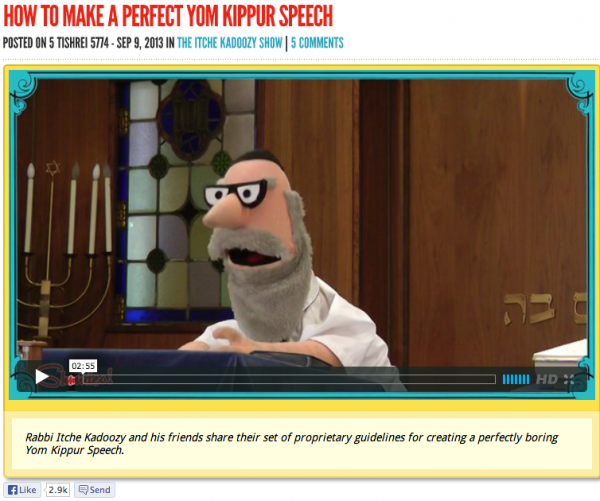 HOW TO MAKE A PERFECT YOM KIPPUR SPEECH
POSTED ON 5 TISHREI 5774 - SEP 9, 2013 IN THE ITCHE KADOOZY SHOW | 5 COMMENTS
02:55
HD
Rabbi Itche Kadoozy and his friends share their set of proprietary guidelines for creating a perfectly boring
Yom Kippur Speech.
Like 2.9k Send